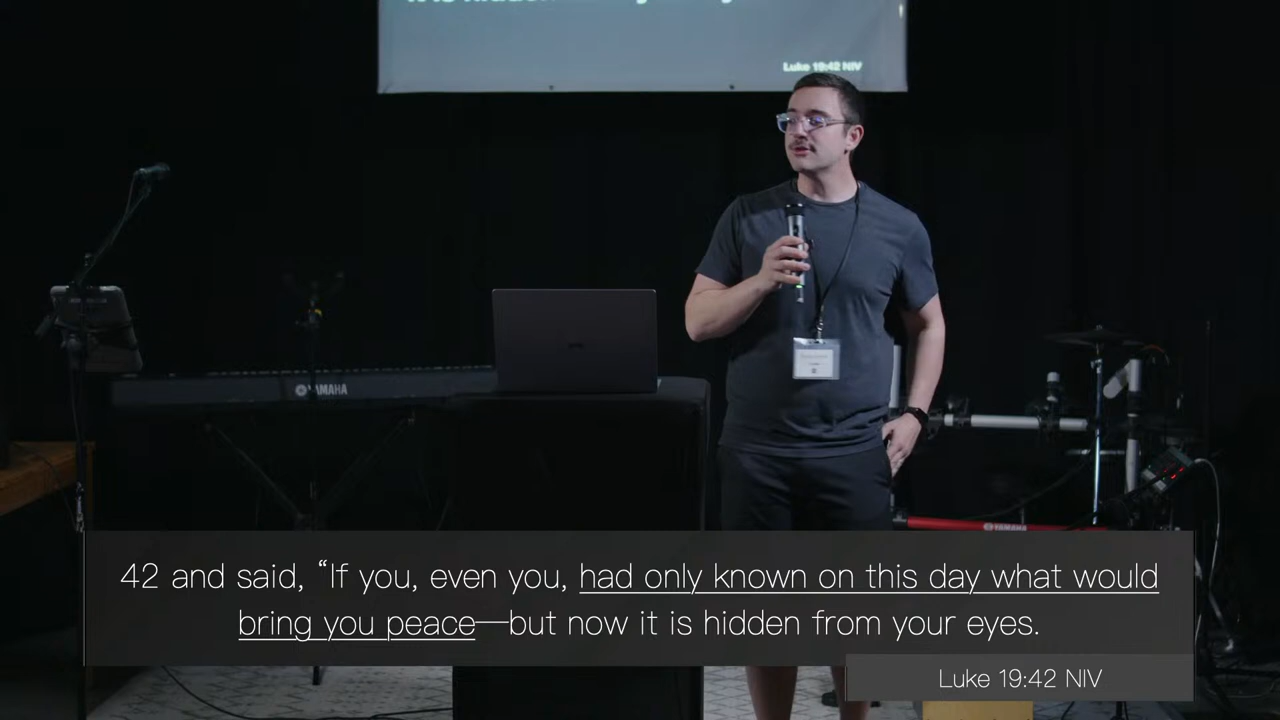 Luke 19:42 NIV
YAMAHA
YAMAHA
42 and said, “If you, even you, had only known on this day what would
bring you peace—but now it is hidden from your eyes.
Luke 19:42 NIV